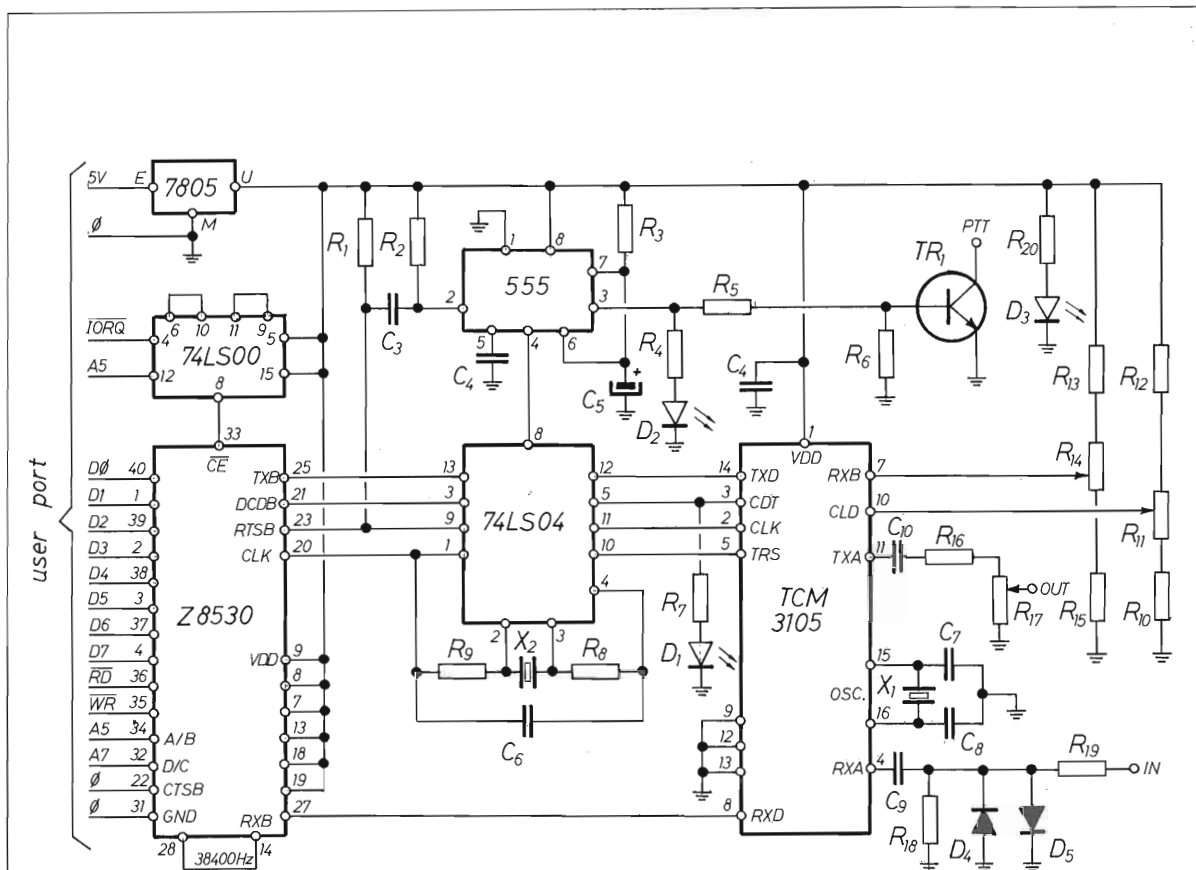 user port
5V E 7805 U
Ø M
IORQ 4 6 10 11 9 5
74LS00
A5 12 15
8
33
CE
R1 R2 C3
1 8 7
2 555 3
5 4 6
C4 R3 C5 +
R4 D2 R5 R6
TR1 PTT
R20 D3
R13 R12
R14 R11
R15 R10
C4
DØ 40
D1 1
D2 39
D3 2
D4 38
D5 3
D6 37
D7 4
RD 36
WR 35
A5 34 A/B
A7 32 D/C
Ø 22 CTSB
Ø 31 GND
Z8530
TXB 25
DCDB 21
RTSB 23
CLK 20
VDD 9
8
7
13
18
19
RXB 27
28 38400Hz 14
8
13 12
3 5
74LS04
9 11
1 10
4
2 3
R9 X2 R8
C6
R7 D1
1
VDD
14 TXD
3 CDT
2 CLK
5 TRS
TCM
3105
9
12
13
8 RXD
RXB 7
CLD 10
TXA 11
C10 R16 R17 OUT
15
OSC.
16
X1 C7 C8
RXA 4
C9 R18 D4 D5 R19 IN